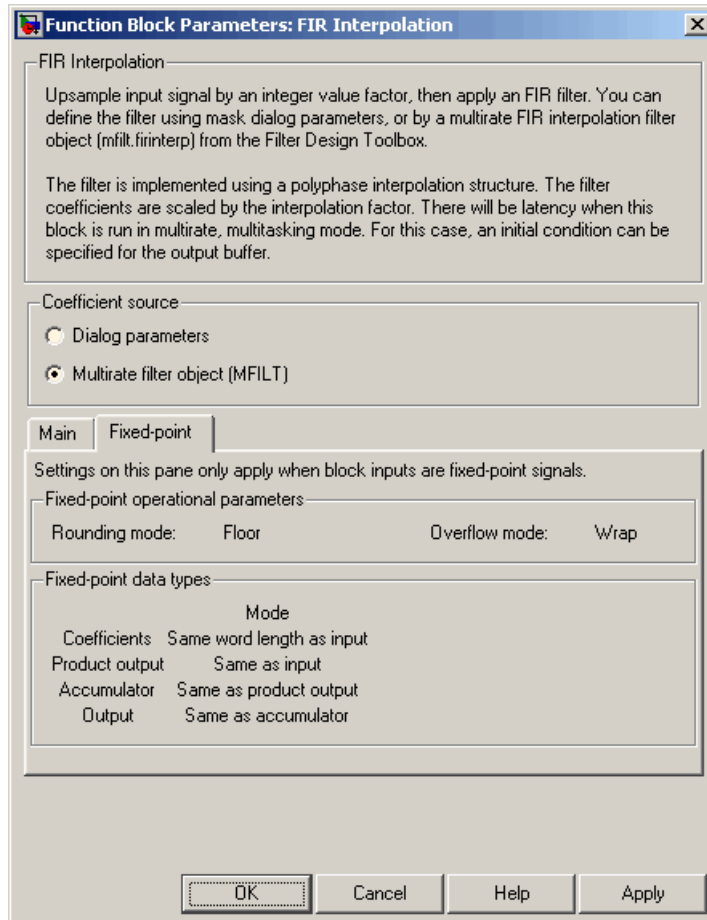 Function Block Parameters: FIR Interpolation
FIR Interpolation
Upsample input signal by an integer value factor, then apply an FIR filter. You can
define the filter using mask dialog parameters, or by a multirate FIR interpolation filter
object (mfilt.firinterp) from the Filter Design Toolbox.
The filter is implemented using a polyphase interpolation structure. The filter
coefficients are scaled by the interpolation factor. There will be latency when this
block is run in multirate, multitasking mode. For this case, an initial condition can be
specified for the output buffer.
Coefficient source
Dialog parameters
Multirate filter object (MFILT)
Main Fixed-point
Settings on this pane only apply when block inputs are fixed-point signals.
Fixed-point operational parameters
Rounding mode: Floor Overflow mode: Wrap
Fixed-point data types
Mode
Coefficients Same word length as input
Product output Same as input
Accumulator Same as product output
Output Same as accumulator
OK Cancel Help Apply